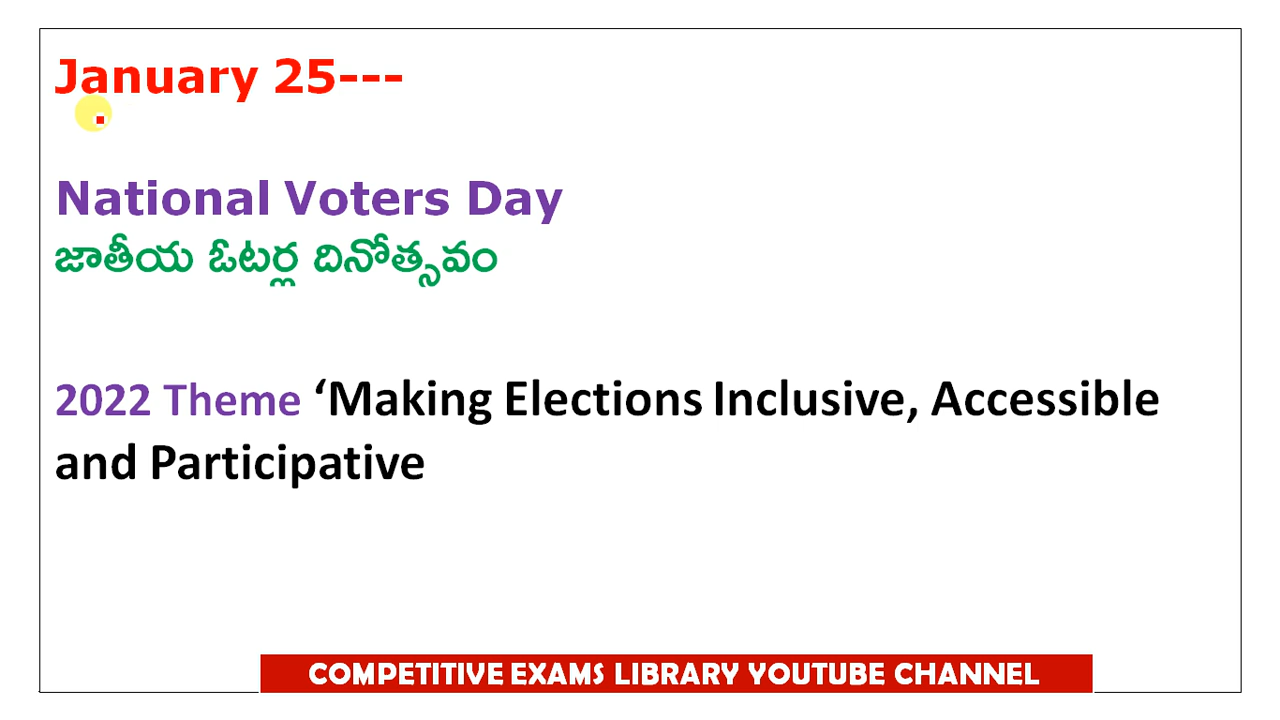 January 25---
National Voters Day
జాతీయ ఓటర్ల దినోత్సవం
2022 Theme ‘Making Elections Inclusive, Accessible
and Participative
COMPETITIVE EXAMS LIBRARY YOUTUBE CHANNEL